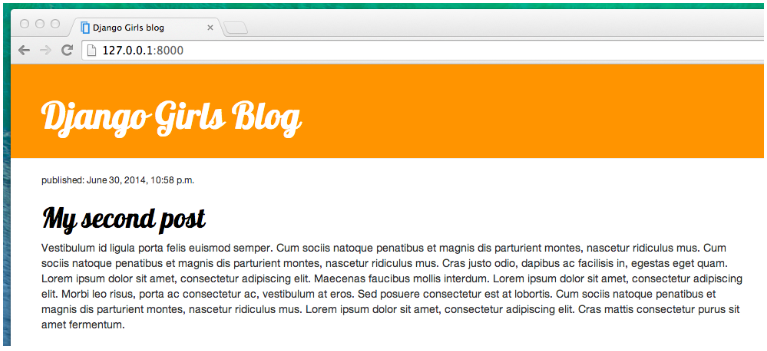 Django Girls blog
127.0.0.1:8000
Django Girls Blog
published: June 30, 2014, 10:58 p.m.
My second post
Vestibulum id ligula porta felis euismod semper. Cum sociis natoque penatibus et magnis dis parturient montes, nascetur ridiculus mus. Cum
sociis natoque penatibus et magnis dis parturient montes, nascetur ridiculus mus. Cras justo odio, dapibus ac facilisis in, egestas eget quam.
Lorem ipsum dolor sit amet, consectetur adipiscing elit. Maecenas faucibus mollis interdum. Lorem ipsum dolor sit amet, consectetur adipiscing
elit. Morbi leo risus, porta ac consectetur ac, vestibulum at eros. Sed posuere consectetur est at lobortis. Cum sociis natoque penatibus et
magnis dis parturient montes, nascetur ridiculus mus. Lorem ipsum dolor sit amet, consectetur adipiscing elit. Cras mattis consectetur purus sit
amet fermentum.